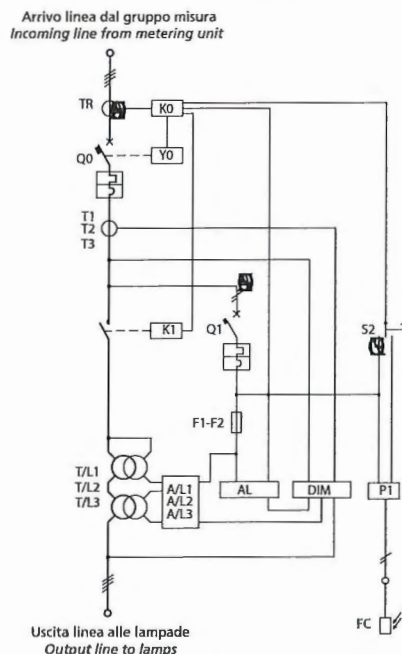 Arrivo linea dal gruppo misura
Incoming line from metering unit
TR
K0
Q0
Y0
T1
T2
T3
K1
Q1
S2
F1-F2
T/L1
T/L2
T/L3
A/L1
A/L2
A/L3
AL
DIM
P1
FC
Uscita linea alle lampade
Output line to lamps